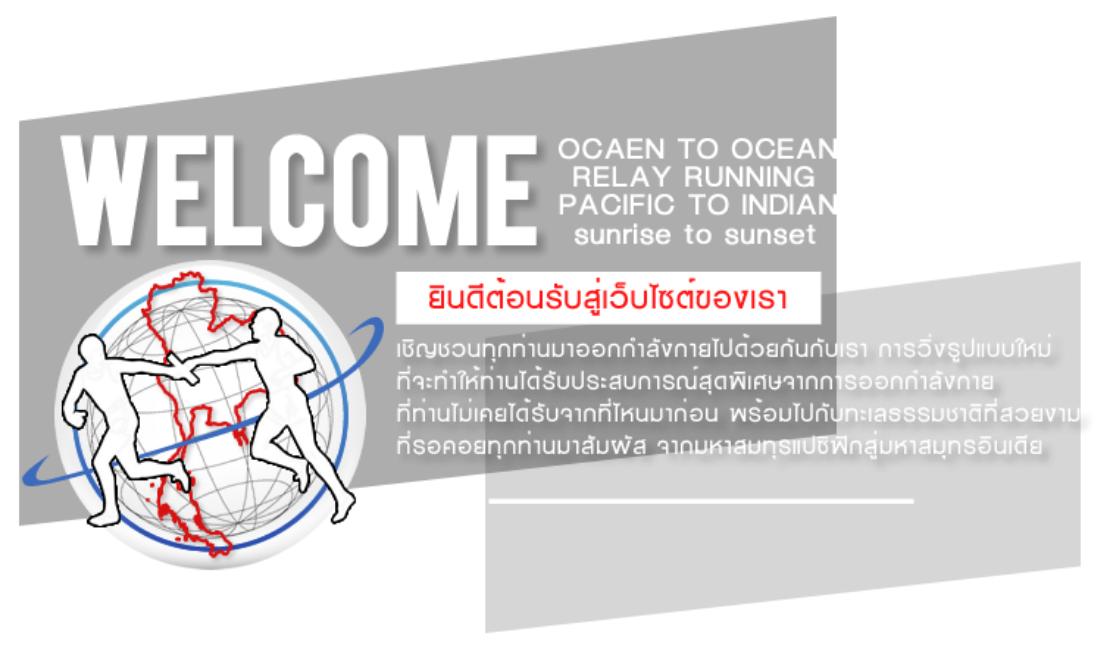 WELCOME
OCAEN TO OCEAN
RELAY RUNNING
PACIFIC TO INDIAN
sunrise to sunset
ยินดีต้อนรับสู่เว็บไซต์ของเรา
เชิญชวนทุกท่านมาออกกำลังกายไปด้วยกันกับเรา การวิ่งรูปแบบใหม่
ที่จะทำให้ท่านได้รับประสบการณ์สุดพิเศษจากการออกกำลังกาย
ที่ท่านไม่เคยได้รับจากที่ไหนมาก่อน พร้อมไปกับทะเลธรรมชาติที่สวยงาม
ที่รอคอยทุกท่านมาสัมผัส จากมหาสมทุรแปซิฟิกสู่มหาสมุทรอินเดีย